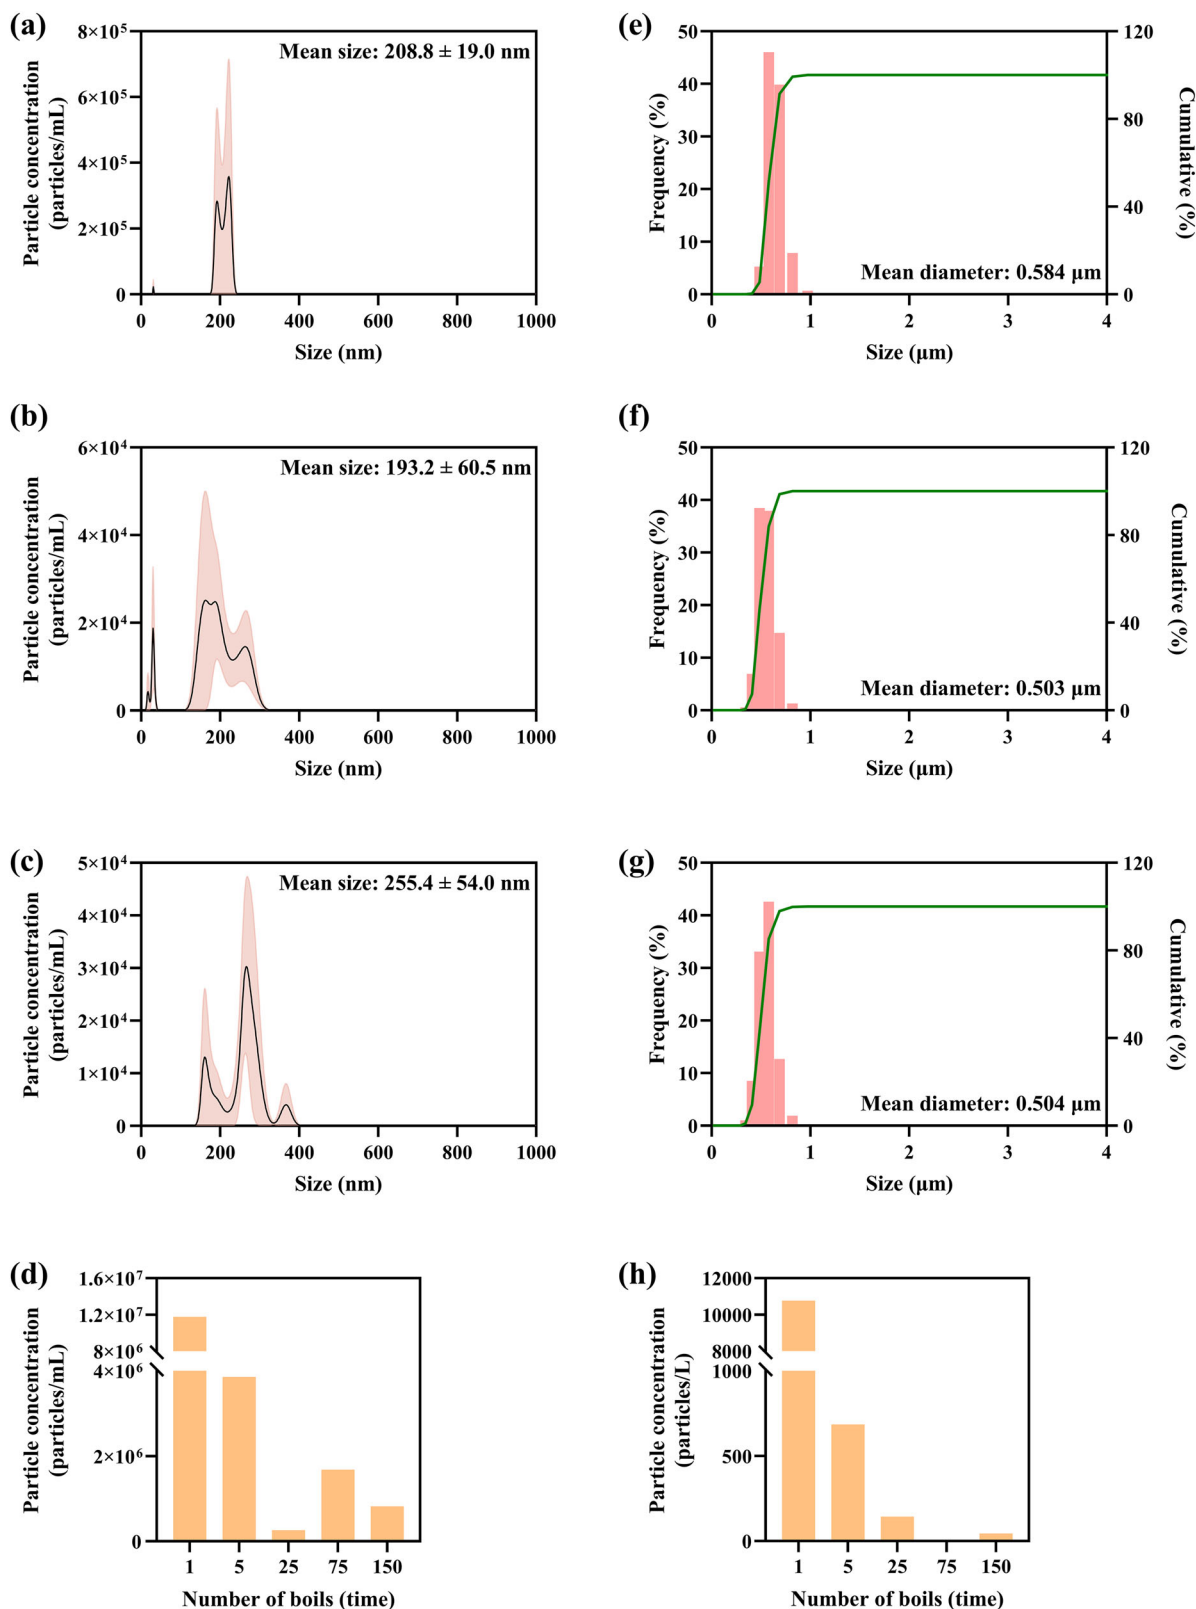 (a)
Particle concentration
(particles/mL)
8×10⁵
6×10⁵
4×10⁵
2×10⁵
0
Mean size: 208.8 ± 19.0 nm
0 200 400 600 800 1000
Size (nm)
(e)
Frequency (%)
50
40
30
20
10
0
120
80
40
0
Cumulative (%)
Mean diameter: 0.584 μm
0 1 2 3 4
Size (μm)
(b)
Particle concentration
(particles/mL)
6×10⁴
4×10⁴
2×10⁴
0
Mean size: 193.2 ± 60.5 nm
0 200 400 600 800 1000
Size (nm)
(f)
Frequency (%)
50
40
30
20
10
0
120
80
40
0
Cumulative (%)
Mean diameter: 0.503 μm
0 1 2 3 4
Size (μm)
(c)
Particle concentration
(particles/mL)
5×10⁴
4×10⁴
3×10⁴
2×10⁴
1×10⁴
0
Mean size: 255.4 ± 54.0 nm
0 200 400 600 800 1000
Size (nm)
(g)
Frequency (%)
50
40
30
20
10
0
120
80
40
0
Cumulative (%)
Mean diameter: 0.504 μm
0 1 2 3 4
Size (μm)
(d)
Particle concentration
(particles/mL)
1.6×10⁷
1.2×10⁷
8×10⁶
4×10⁶
2×10⁶
0
1 5 25 75 150
Number of boils (time)
(h)
Particle concentration
(particles/L)
12000
10000
8000
1000
500
0
1 5 25 75 150
Number of boils (time)